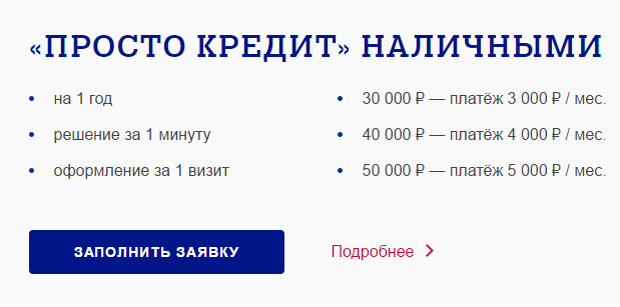 «ПРОСТО КРЕДИТ» НАЛИЧНЫМИ
на 1 год
решение за 1 минуту
оформление за 1 визит
30 000 ₽ — платёж 3 000 ₽ / мес.
40 000 ₽ — платёж 4 000 ₽ / мес.
50 000 ₽ — платёж 5 000 ₽ / мес.
ЗАПОЛНИТЬ ЗАЯВКУ
Подробнее